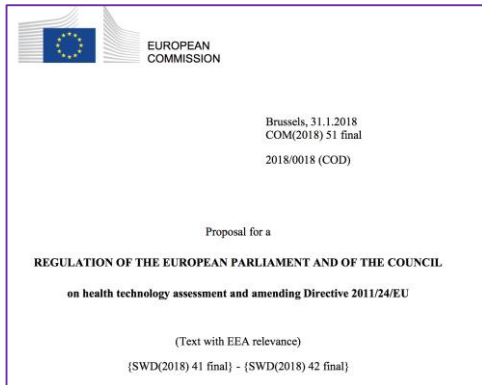 EUROPEAN
COMMISSION
Brussels, 31.1.2018
COM(2018) 51 final
2018/0018 (COD)
Proposal for a
REGULATION OF THE EUROPEAN PARLIAMENT AND OF THE COUNCIL
on health technology assessment and amending Directive 2011/24/EU
(Text with EEA relevance)
{SWD(2018) 41 final} - {SWD(2018) 42 final}